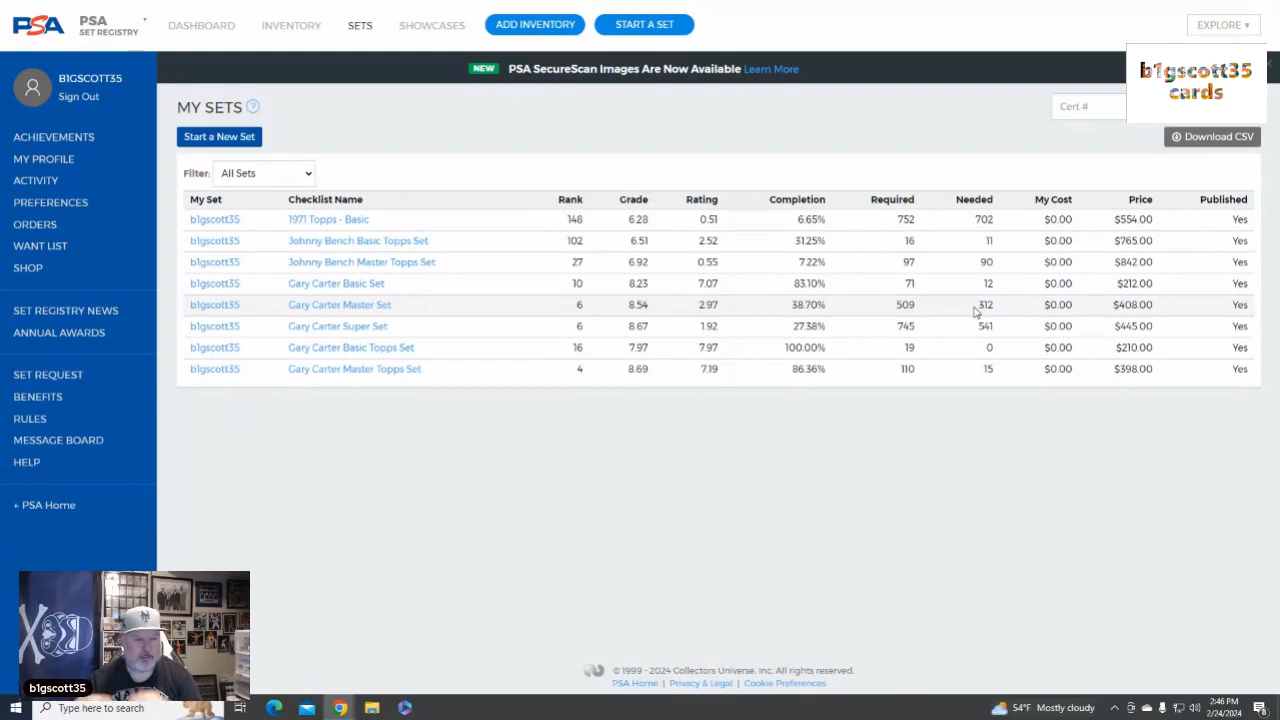 PSA
PSA
SET REGISTRY
DASHBOARD
INVENTORY
SETS
SHOWCASES
ADD INVENTORY
START A SET
EXPLORE ▾
B1GSCOTT35
Sign Out
NEW PSA SecureScan Images Are Now Available Learn More
b1gscott35
cards
MY SETS ?
Cert #
Start a New Set
Download CSV
Filter: All Sets
My Set Checklist Name Rank Grade Rating Completion Required Needed My Cost Price Published
b1gscott35 1971 Topps - Basic 148 6.28 0.51 6.65% 752 702 $0.00 $554.00 Yes
b1gscott35 Johnny Bench Basic Topps Set 102 6.51 2.52 31.25% 16 11 $0.00 $765.00 Yes
b1gscott35 Johnny Bench Master Topps Set 27 6.92 0.55 7.22% 97 90 $0.00 $842.00 Yes
b1gscott35 Gary Carter Basic Set 10 8.23 7.07 83.10% 71 12 $0.00 $212.00 Yes
b1gscott35 Gary Carter Master Set 6 8.54 2.97 38.70% 509 312 $0.00 $408.00 Yes
b1gscott35 Gary Carter Super Set 6 8.67 1.92 27.38% 745 541 $0.00 $445.00 Yes
b1gscott35 Gary Carter Basic Topps Set 16 7.97 7.97 100.00% 19 0 $0.00 $210.00 Yes
b1gscott35 Gary Carter Master Topps Set 4 8.69 7.19 86.36% 110 15 $0.00 $398.00 Yes
ACHIEVEMENTS
MY PROFILE
ACTIVITY
PREFERENCES
ORDERS
WANT LIST
SHOP
SET REGISTRY NEWS
ANNUAL AWARDS
SET REQUEST
BENEFITS
RULES
MESSAGE BOARD
HELP
← PSA Home
b1gscott35
© 1999 - 2024 Collectors Universe, Inc. All rights reserved.
PSA Home | Privacy & Legal | Cookie Preferences
Type here to search
54°F Mostly cloudy
2:46 PM
2/24/2024